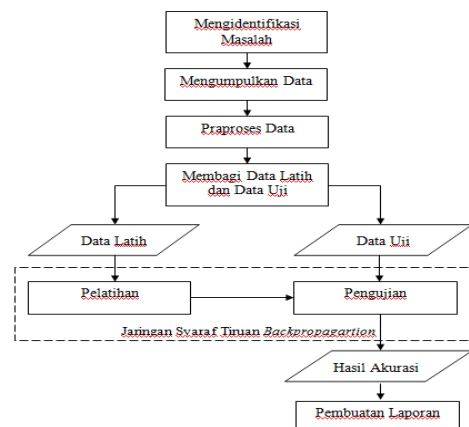 Mengidentifikasi
Masalah
Mengumpulkan Data
Praproses Data
Membagi Data Latih
dan Data Uji
Data Latih
Data Uji
Pelatihan
Pengujian
Jaringan Syaraf Tiruan Backpropagartion
Hasil Akurasi
Pembuatan Laporan